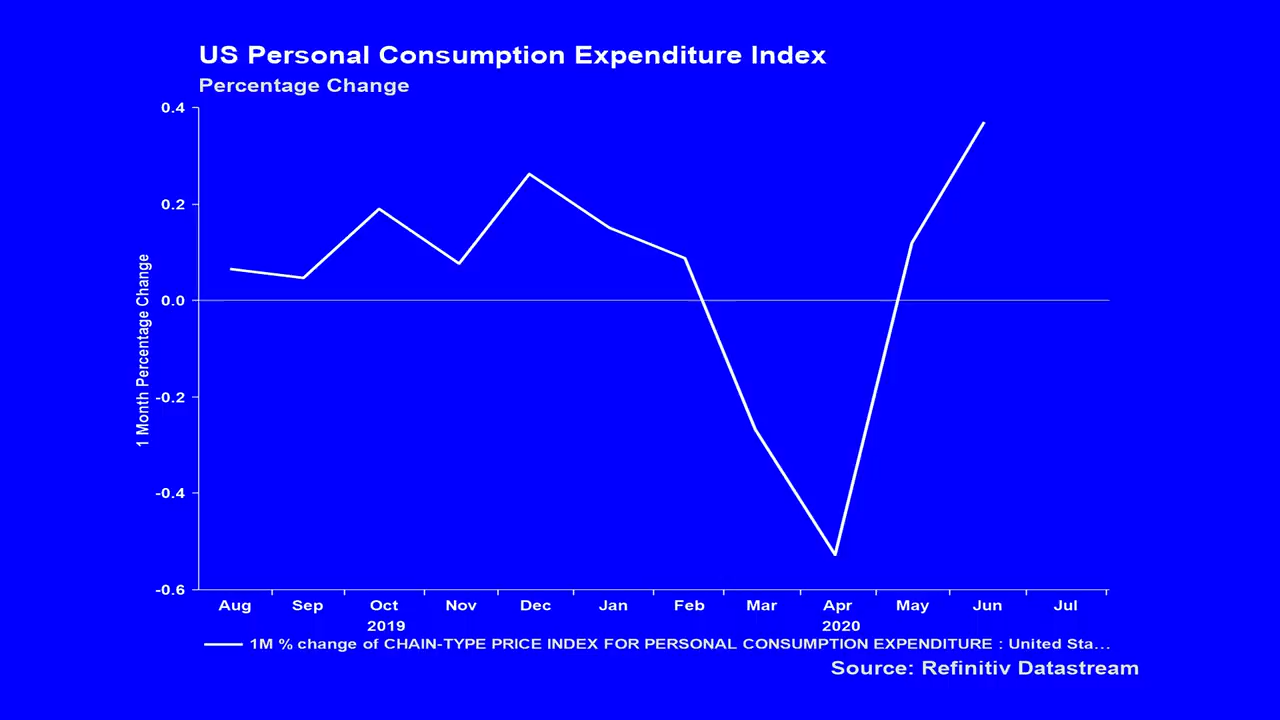 US Personal Consumption Expenditure Index
Percentage Change
0.4
0.2
0.0
-0.2
-0.4
-0.6
1 Month Percentage Change
Aug Sep Oct Nov Dec Jan Feb Mar Apr May Jun Jul
2019 2020
1M % change of CHAIN-TYPE PRICE INDEX FOR PERSONAL CONSUMPTION EXPENDITURE : United Sta...
Source: Refinitiv Datastream